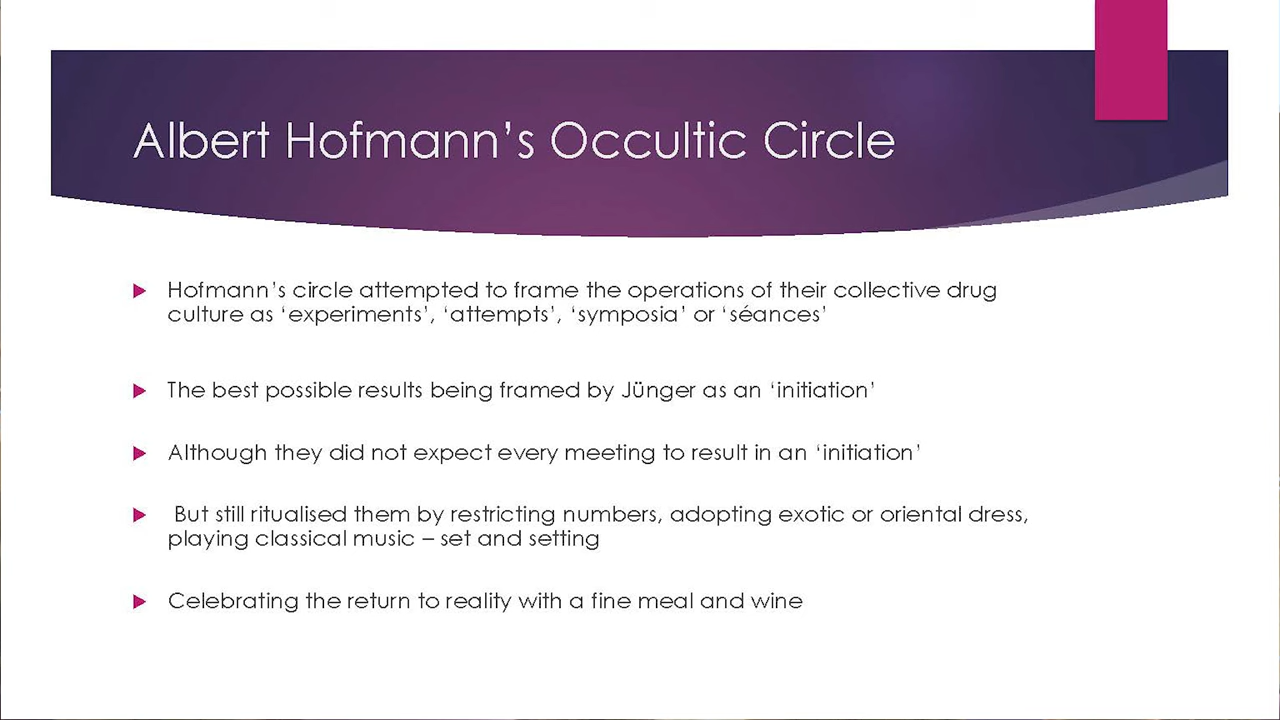 Albert Hofmann’s Occultic Circle
Hofmann’s circle attempted to frame the operations of their collective drug
culture as ‘experiments’, ‘attempts’, ‘symposia’ or ‘séances’
The best possible results being framed by Jünger as an ‘initiation’
Although they did not expect every meeting to result in an ‘initiation’
But still ritualised them by restricting numbers, adopting exotic or oriental dress,
playing classical music – set and setting
Celebrating the return to reality with a fine meal and wine